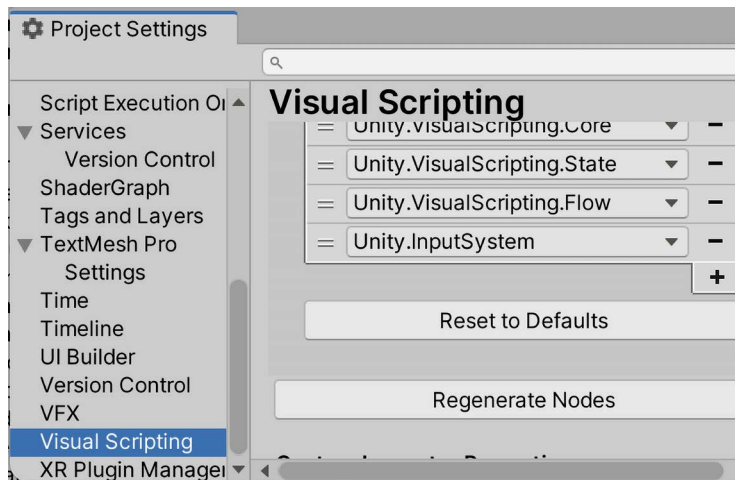 Project Settings
Script Execution Or
Services
Version Control
ShaderGraph
Tags and Layers
TextMesh Pro
Settings
Time
Timeline
UI Builder
Version Control
VFX
Visual Scripting
XR Plugin Manager
Visual Scripting
Unity.VisualScripting.Core
Unity.VisualScripting.State
Unity.VisualScripting.Flow
Unity.InputSystem
Reset to Defaults
Regenerate Nodes